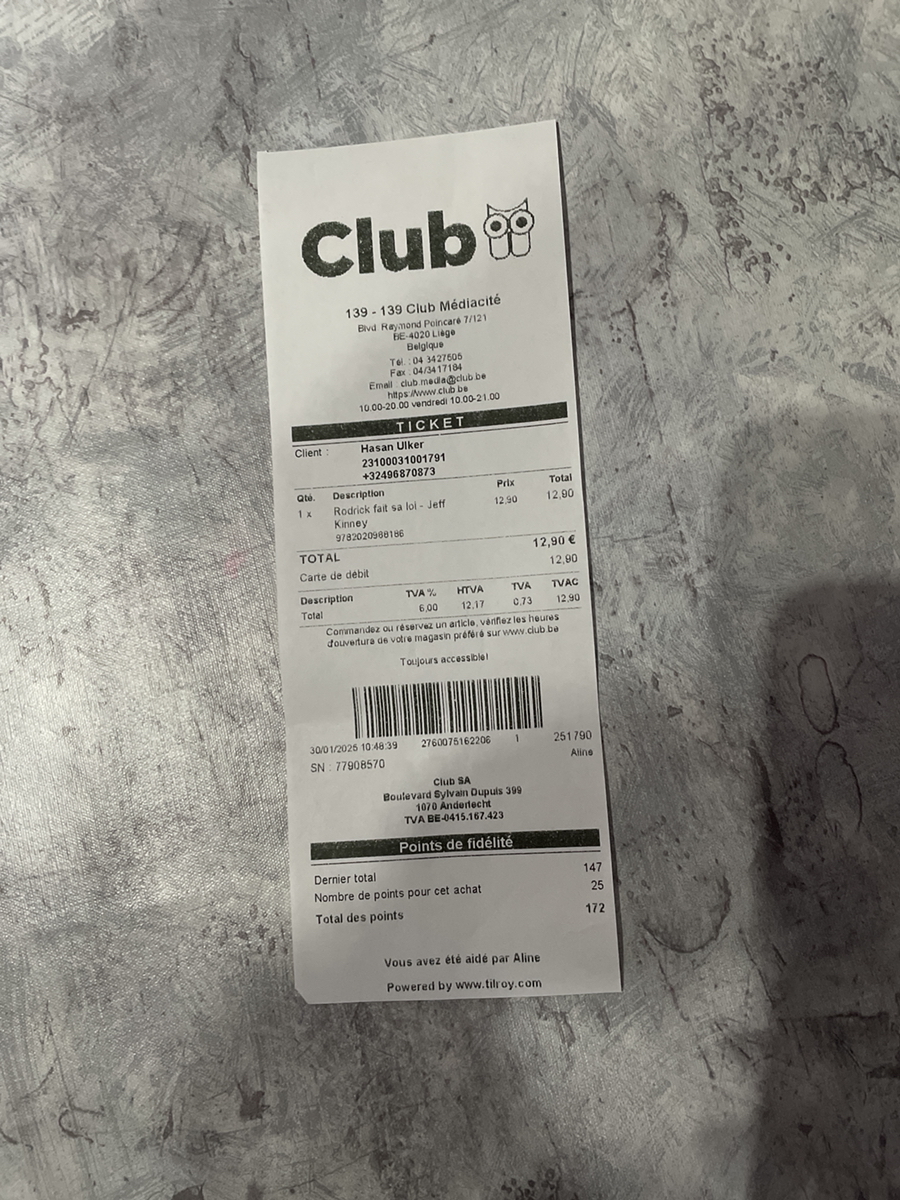 Club
139 - 139 Club Médiacité
Blvd. Raymond Poincaré 7/121
BE-4020 Liège
Belgique
Tél. : 04 3427605
Fax : 04/3417184
Email : club.media@club.be
https://www.club.be
10.00-20.00 vendredi 10.00-21.00
TICKET
Client : Hasan Ulker
23100031001791
+32496870873
Qté. Description Prix Total
1 x Rodrick fait sa loi - Jeff 12,90 12,90
Kinney
9782020988186
TOTAL 12,90 €
Carte de débit 12,90
Description TVA % HTVA TVA TVAC
Total 6,00 12,17 0,73 12,90
Commandez ou réservez un article, vérifiez les heures
d'ouverture de votre magasin préféré sur www.club.be
Toujours accessible!
30/01/2025 10:48:39 2760075162206 1 251790
Aline
SN : 77908570
Club SA
Boulevard Sylvain Dupuis 399
1070 Anderlecht
TVA BE-0415.167.423
Points de fidélité
Dernier total 147
Nombre de points pour cet achat 25
Total des points 172
Vous avez été aidé par Aline
Powered by www.tilroy.com